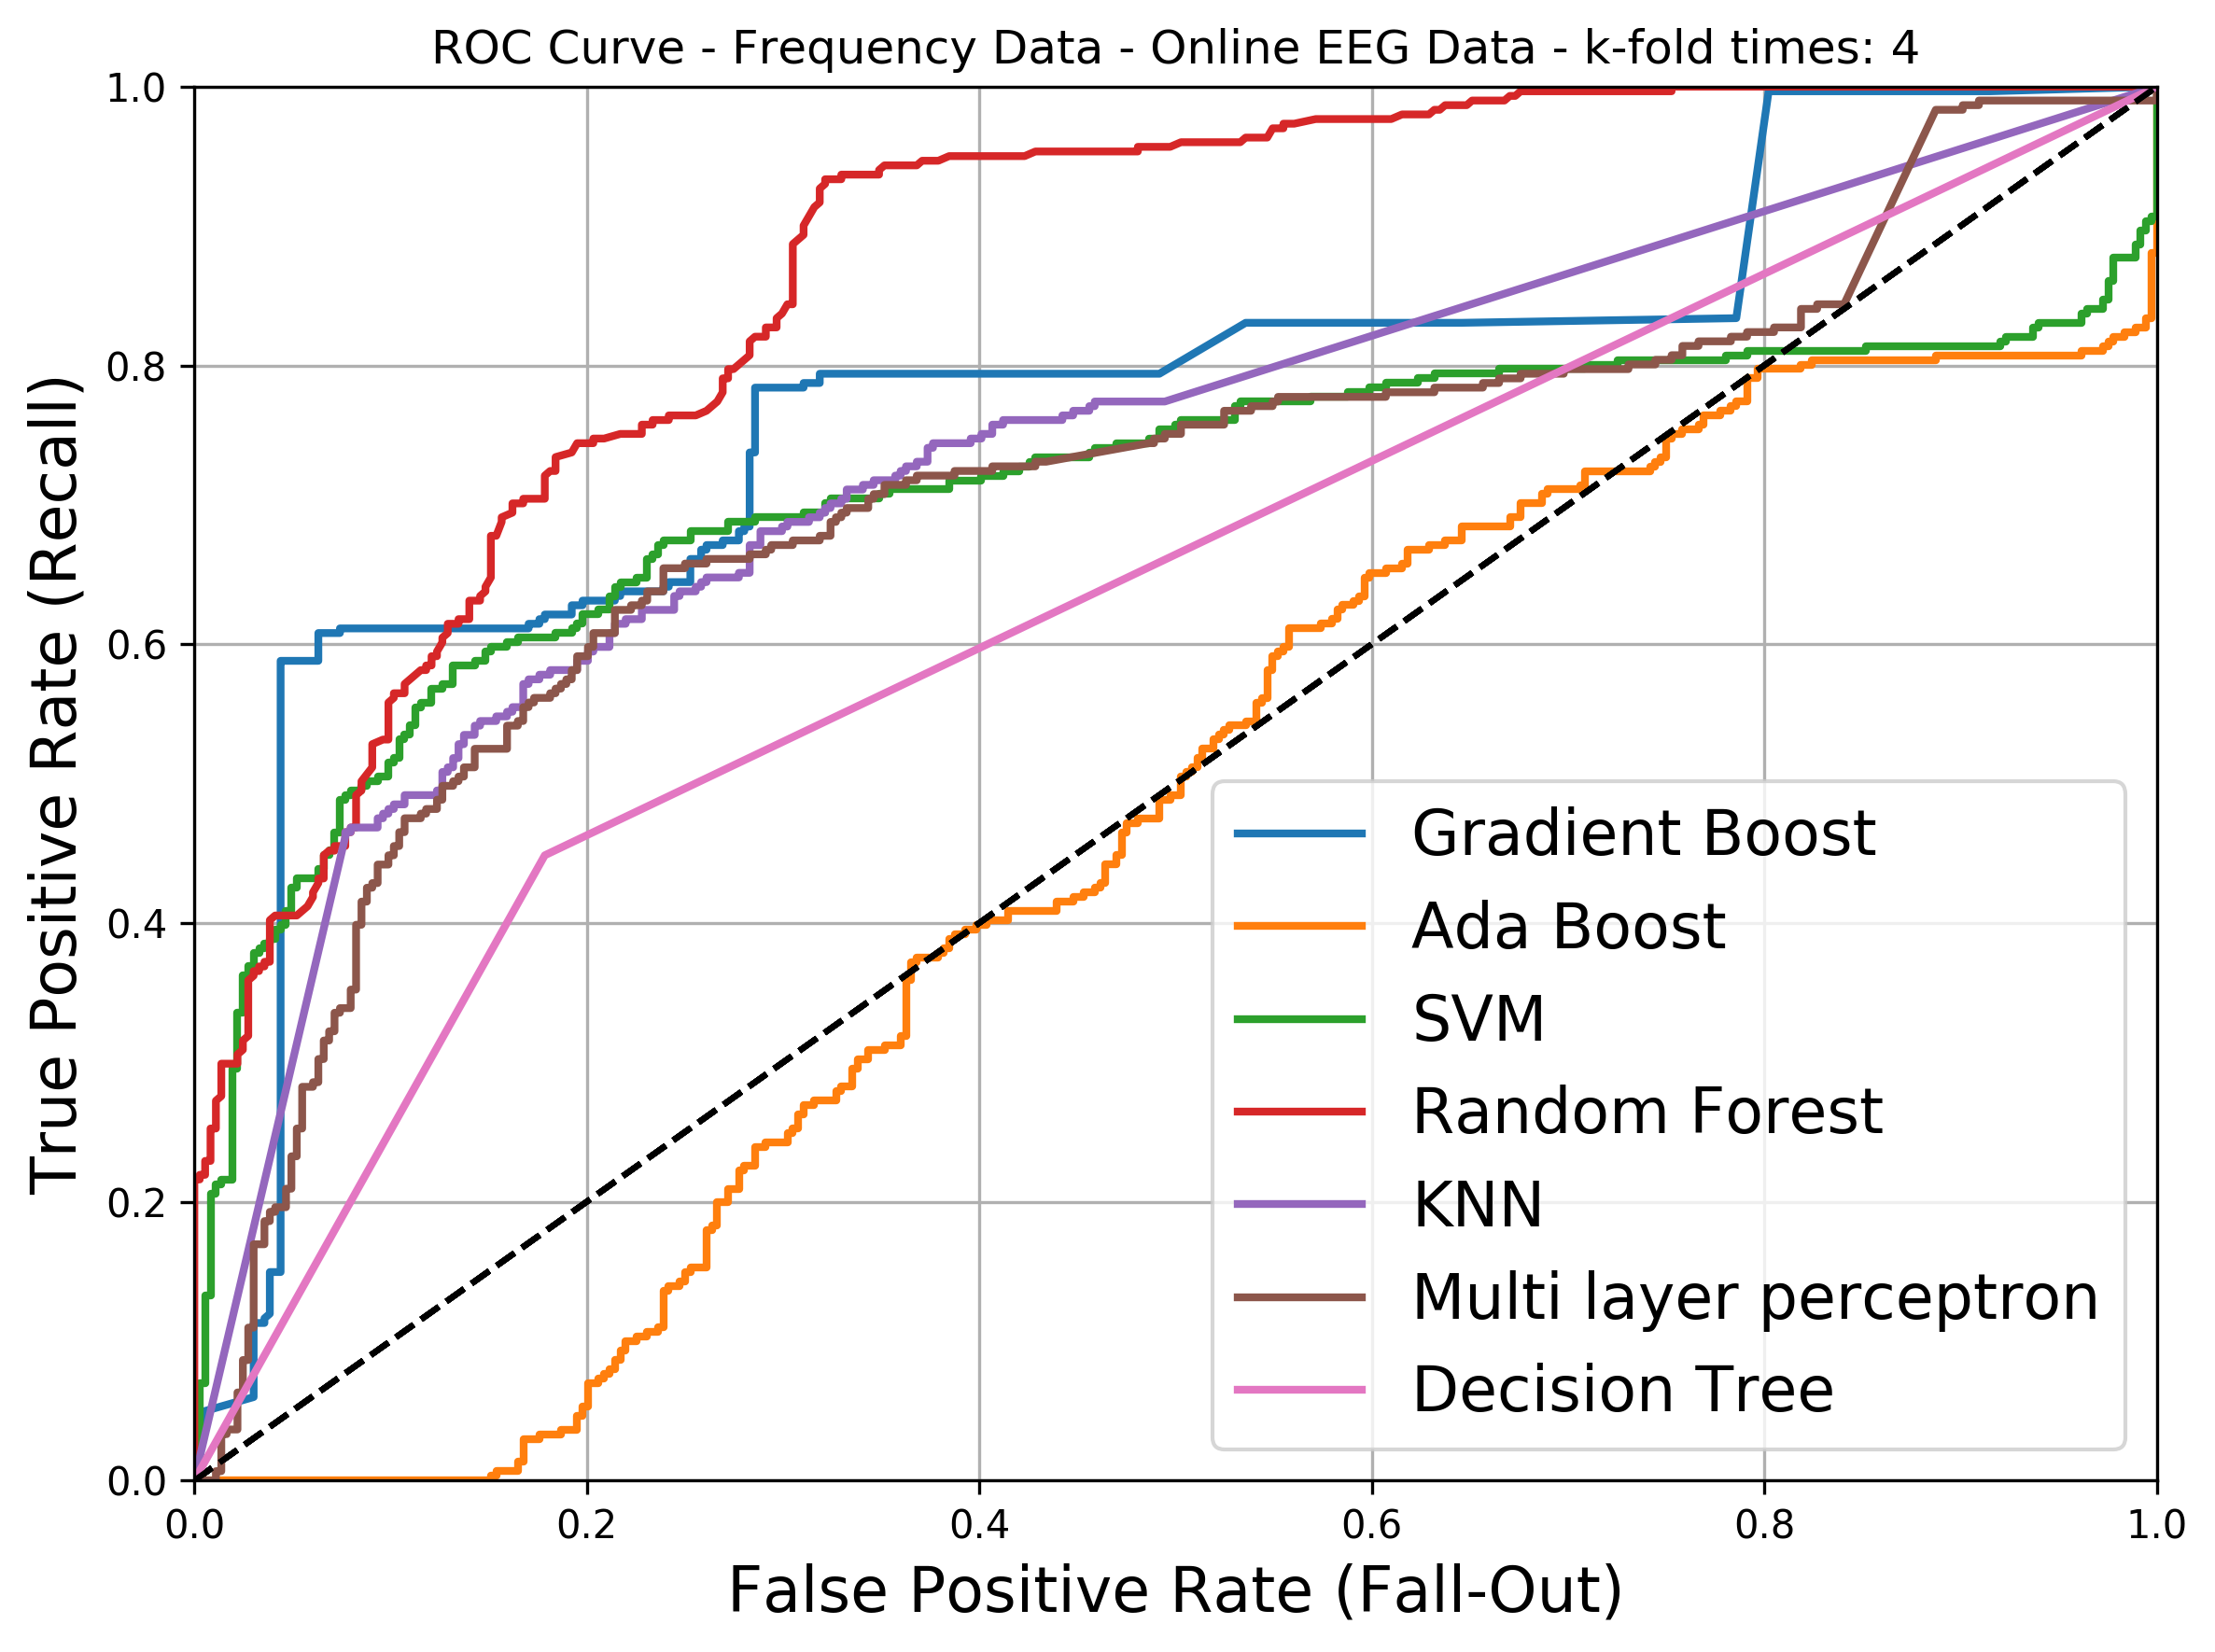 ROC Curve - Frequency Data - Online EEG Data - k-fold times: 4
True Positive Rate (Recall)
1.0
0.8
0.6
0.4
0.2
0.0
0.0 0.2 0.4 0.6 0.8 1.0
False Positive Rate (Fall-Out)
Gradient Boost
Ada Boost
SVM
Random Forest
KNN
Multi layer perceptron
Decision Tree